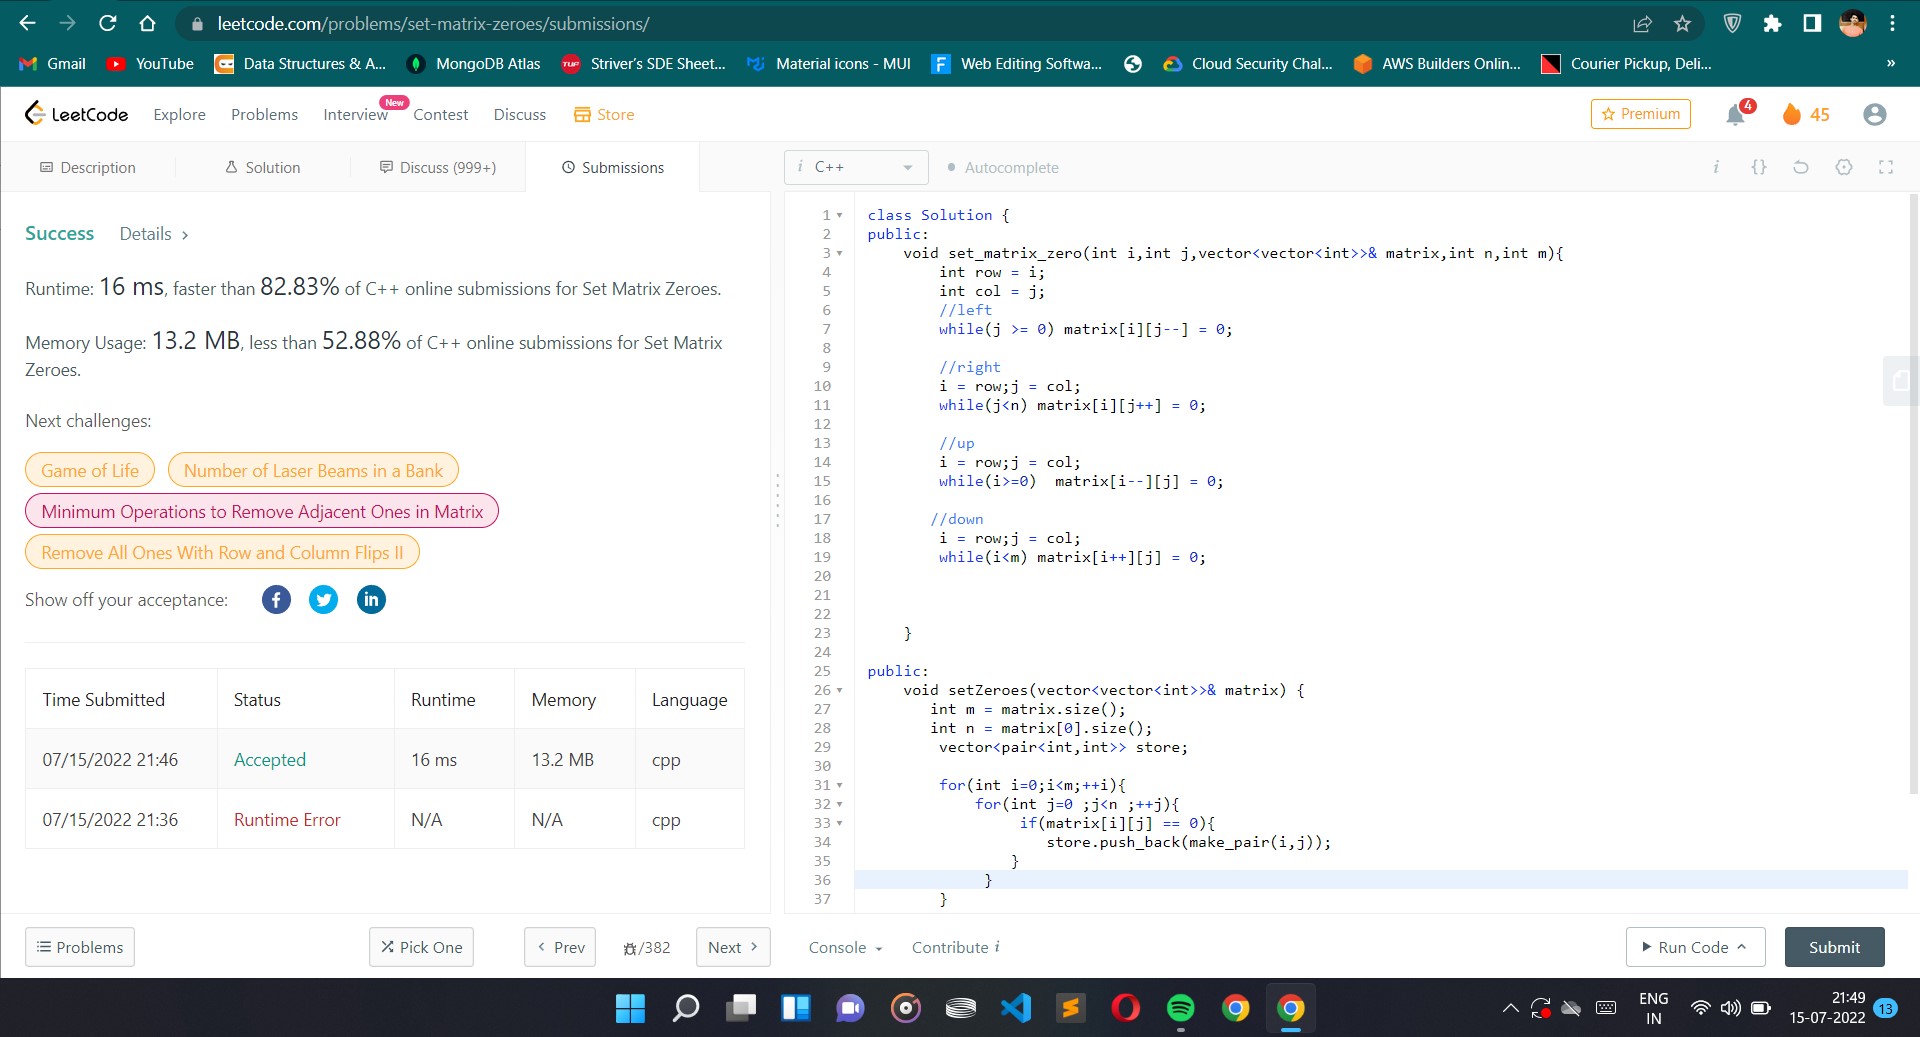 leetcode.com/problems/set-matrix-zeroes/submissions/
Gmail YouTube Data Structures & A... MongoDB Atlas TUF Striver's SDE Sheet... Material icons - MUI Web Editing Softwa... Cloud Security Chal... AWS Builders Onlin... Courier Pickup, Deli... »
LeetCode Explore Problems Interview New Contest Discuss Store Premium 4 45
Description Solution Discuss (999+) Submissions i C++ Autocomplete i {}
Success Details >
Runtime: 16 ms, faster than 82.83% of C++ online submissions for Set Matrix Zeroes.
Memory Usage: 13.2 MB, less than 52.88% of C++ online submissions for Set Matrix
Zeroes.
Next challenges:
Game of Life Number of Laser Beams in a Bank
Minimum Operations to Remove Adjacent Ones in Matrix
Remove All Ones With Row and Column Flips II
Show off your acceptance:
Time Submitted Status Runtime Memory Language
07/15/2022 21:46 Accepted 16 ms 13.2 MB cpp
07/15/2022 21:36 Runtime Error N/A N/A cpp
1 class Solution {
2 public:
3 void set_matrix_zero(int i,int j,vector<vector<int>>& matrix,int n,int m){
4 int row = i;
5 int col = j;
6 //left
7 while(j >= 0) matrix[i][j--] = 0;
8
9 //right
10 i = row;j = col;
11 while(j<n) matrix[i][j++] = 0;
12
13 //up
14 i = row;j = col;
15 while(i>=0)  matrix[i--][j] = 0;
16
17 //down
18 i = row;j = col;
19 while(i<m) matrix[i++][j] = 0;
20
21
22
23 }
24
25 public:
26 void setZeroes(vector<vector<int>>& matrix) {
27 int m = matrix.size();
28 int n = matrix[0].size();
29 vector<pair<int,int>> store;
30
31 for(int i=0;i<m;++i){
32 for(int j=0 ;j<n ;++j){
33 if(matrix[i][j] == 0){
34 store.push_back(make_pair(i,j));
35 }
36 }
37 }
Problems Pick One < Prev /382 Next > Console Contribute i Run Code Submit
ENG
IN
21:49
15-07-2022
13